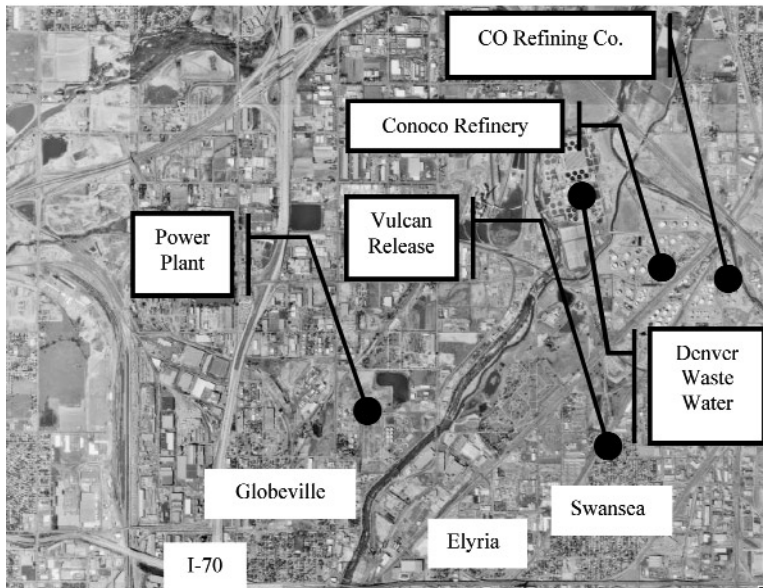 CO Refining Co.
Conoco Refinery
Power
Plant
Vulcan
Release
Denver
Waste
Water
Globeville
Swansea
Elyria
I-70